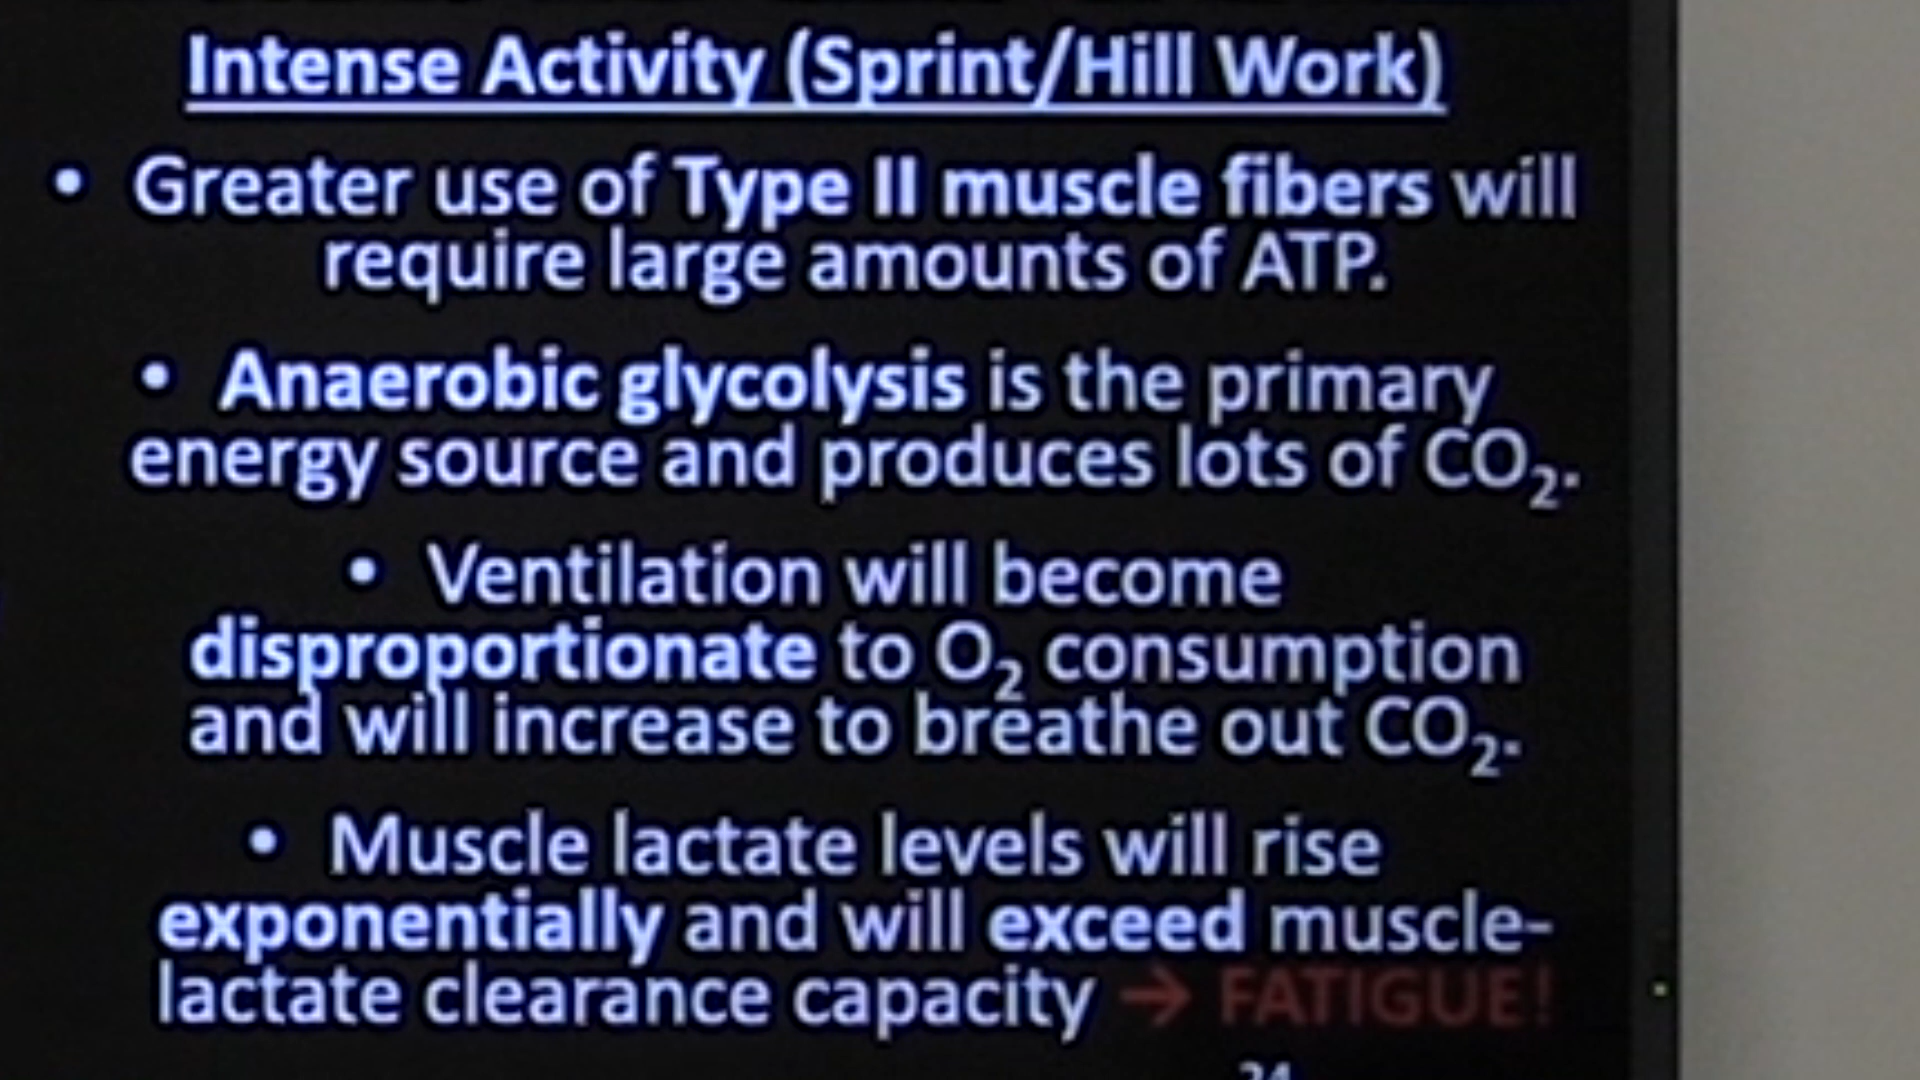 Intense Activity (Sprint/Hill Work)
• Greater use of Type II muscle fibers will
require large amounts of ATP.
• Anaerobic glycolysis is the primary
energy source and produces lots of CO₂.
• Ventilation will become
disproportionate to O₂ consumption
and will increase to breathe out CO₂.
• Muscle lactate levels will rise
exponentially and will exceed muscle-
lactate clearance capacity → FATIGUE!